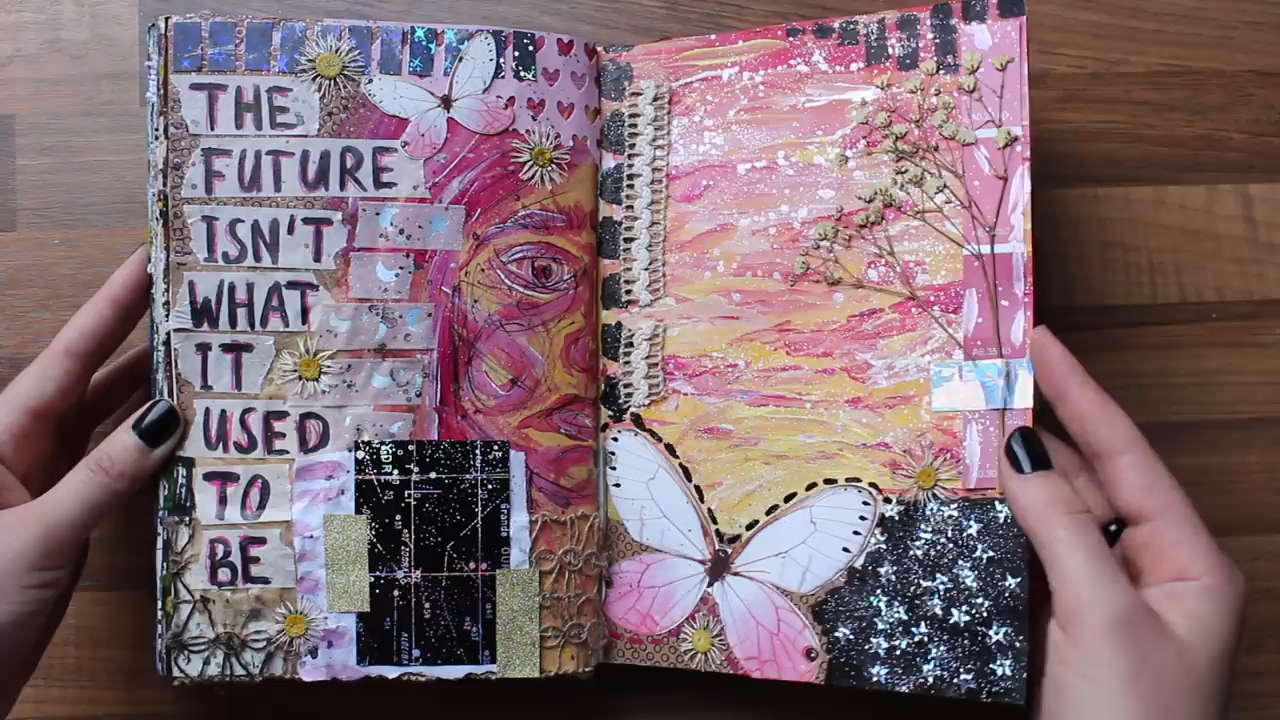 THE
FUTURE
ISN'T
WHAT
IT
USED
TO
BE